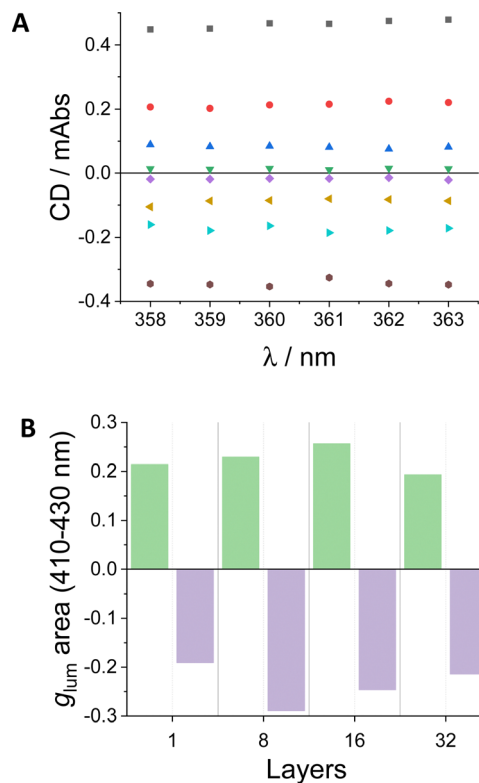 A
CD / mAbs
0.4
0.2
0.0
-0.2
-0.4
358 359 360 361 362 363
λ / nm
B
glum area (410-430 nm)
0.3
0.2
0.1
0.0
-0.1
-0.2
-0.3
1 8 16 32
Layers